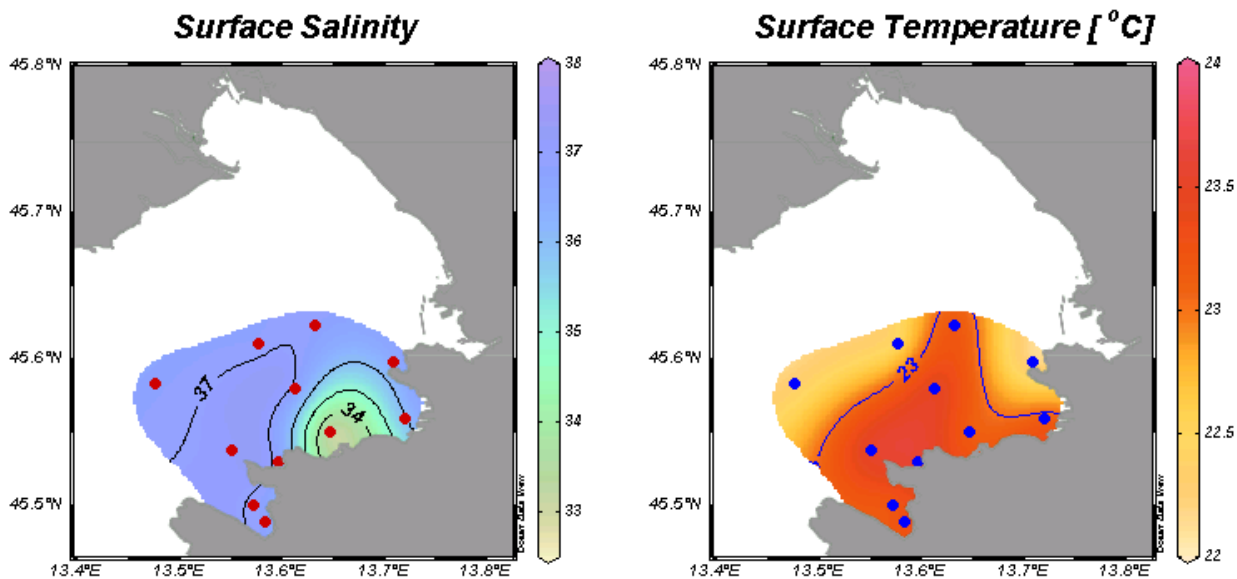 Surface Salinity
Surface Temperature [°C]
45.8°N
45.7°N
45.6°N
45.5°N
13.4°E 13.5°E 13.6°E 13.7°E 13.8°E
37
34
38
37
36
35
34
33
Ocean Data View
45.8°N
45.7°N
45.6°N
45.5°N
13.4°E 13.5°E 13.6°E 13.7°E 13.8°E
23
24
23.5
23
22.5
22
Ocean Data View